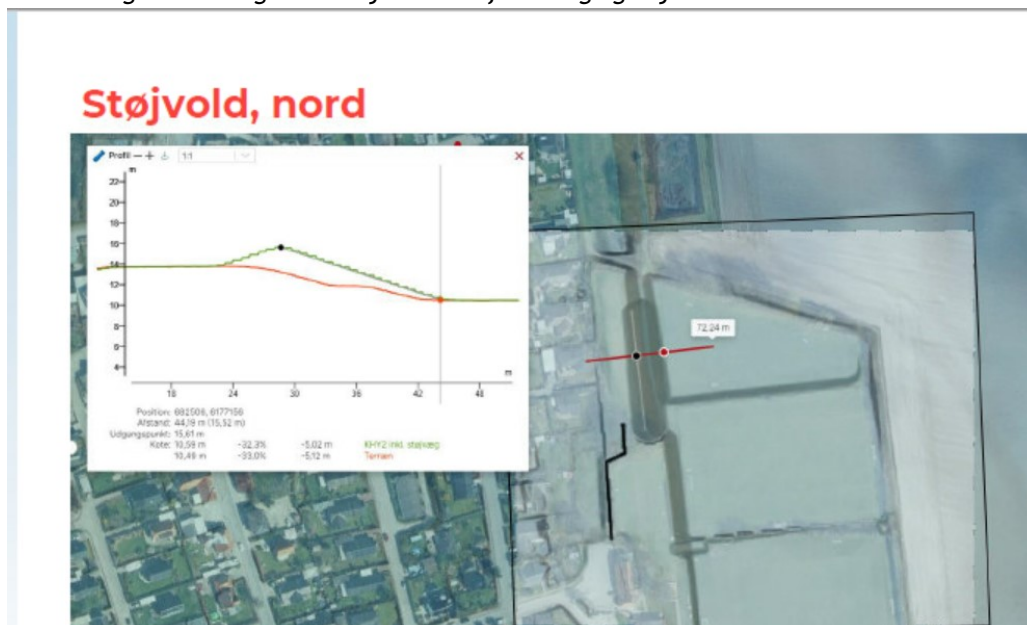 Støjvold, nord
Profil
1:1
m
22
20
18
16
14
12
10
8
6
4
m
18
24
30
36
42
48
72,24 m
Position: 692508, 6177156
Afstand: 44,19 m (15,52 m)
Udgangspunkt: 15,61 m
Kote: 10,59 m -32,3% -5,02 m KHY2 inkl. støjvæg
10,49 m -33,0% -5,12 m Terræn